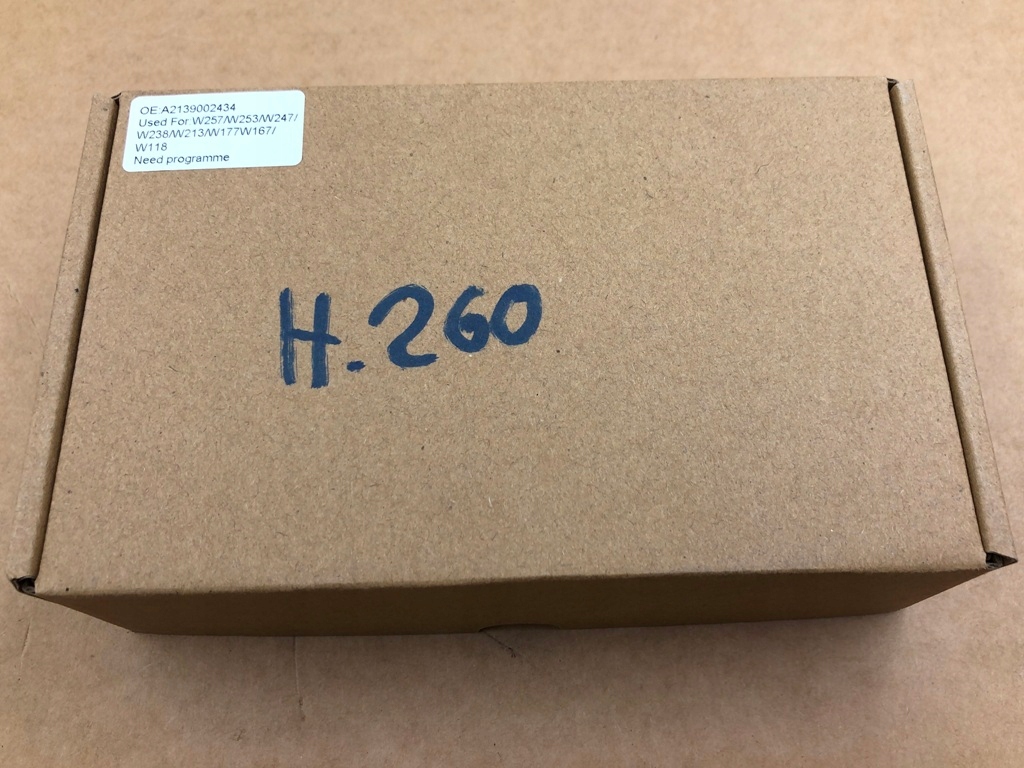 OE:A2139002434
Used For W257/W253/W247/
W238/W213/W177W167/
W118
Need programme
H.260